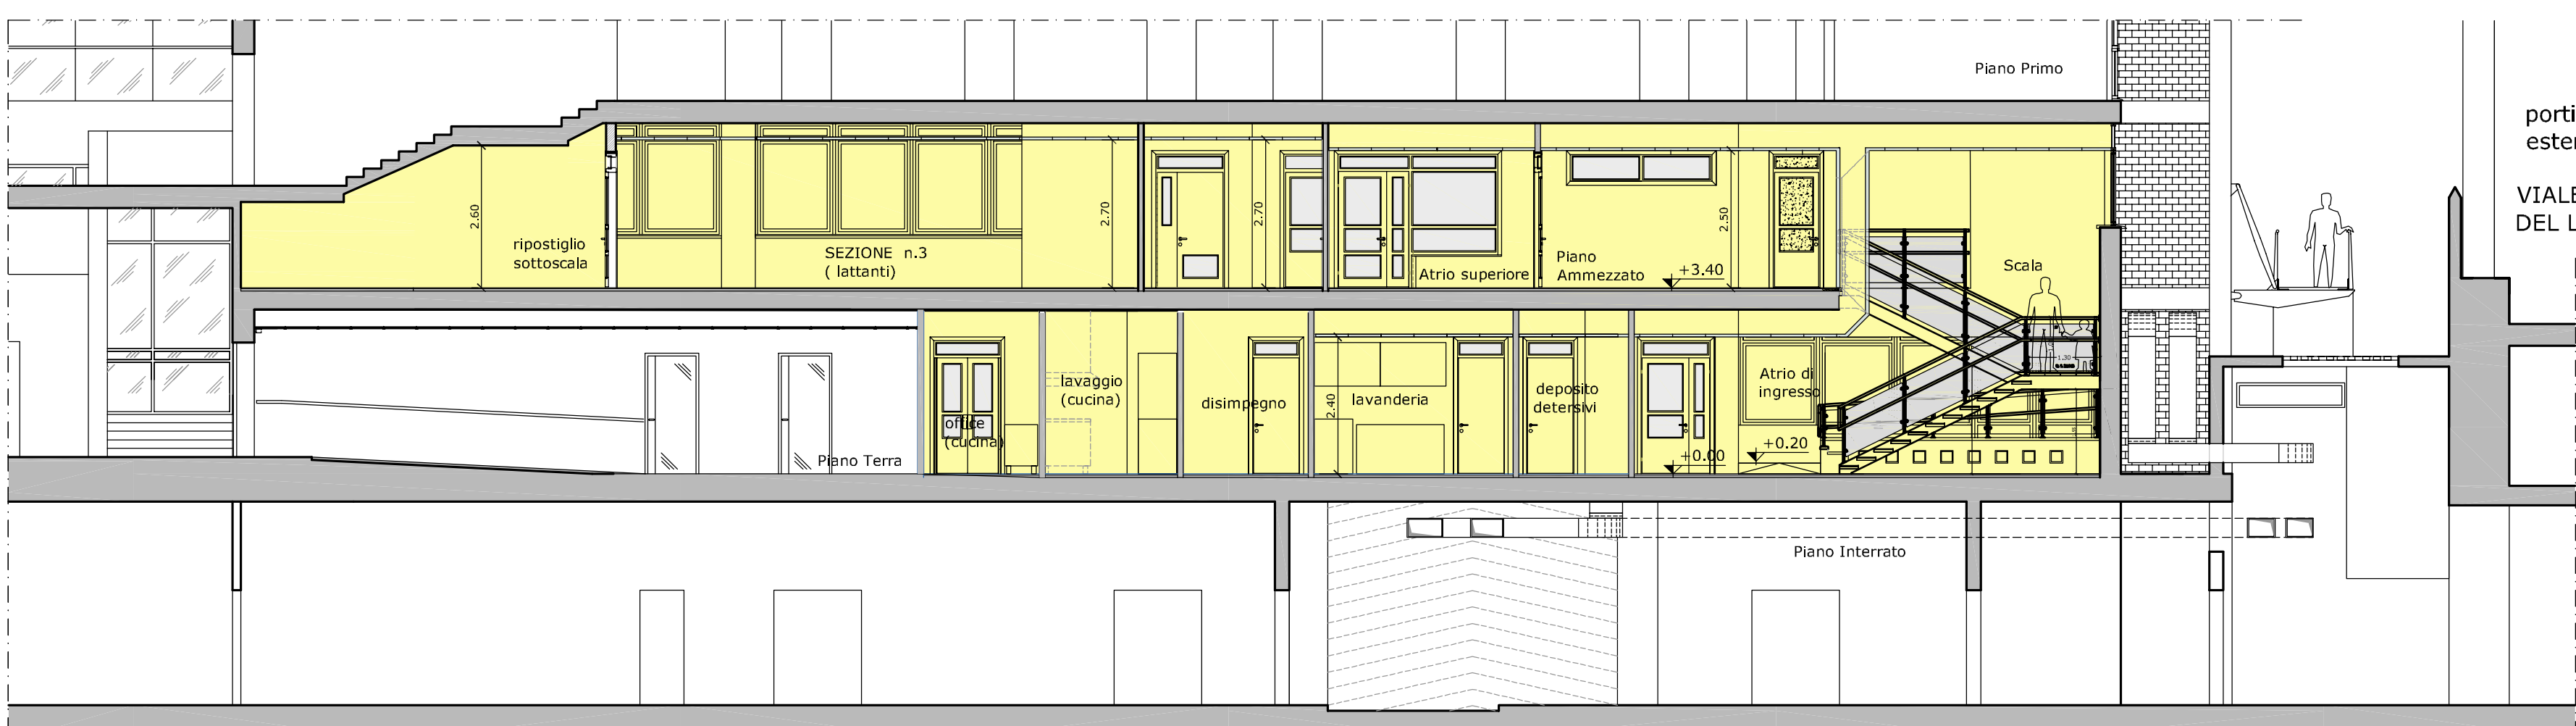 Piano Primo
porti
ester
VIALE
DEL L
2.60
ripostiglio
sottoscala
SEZIONE n.3
( lattanti)
2.70
2.70
Atrio superiore
Piano
Ammezzato
+3.40
2.50
Scala
office
(cucina)
lavaggio
(cucina)
disimpegno
2.40
lavanderia
deposito
detersivi
Atrio di
ingresso
+0.20
+0.00
1.30
Piano Terra
Piano Interrato